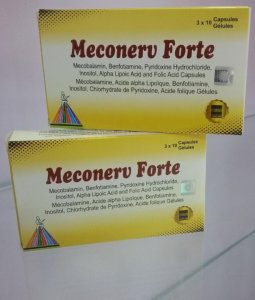 3 x 10 Capsules
Gélules
Meconerv Forte
Mecobalamin, Benfotiamine, Pyridoxine Hydrochloride,
Inositol, Alpha Lipoic Acid and Folic Acid Capsules
Mécobalamine, Acide alpha Lipoïque, Benfotiamine,
Inositol, Chlorhydrate de Pyridoxine, Acide folique Gélules
3 x 10 Capsules
Gélules
Meconerv Forte
Mecobalamin, Benfotiamine, Pyridoxine Hydrochloride,
Inositol, Alpha Lipoic Acid and Folic Acid Capsules
Mécobalamine, Acide alpha Lipoïque, Benfotiamine,
Inositol, Chlorhydrate de Pyridoxine, Acide folique Gélules